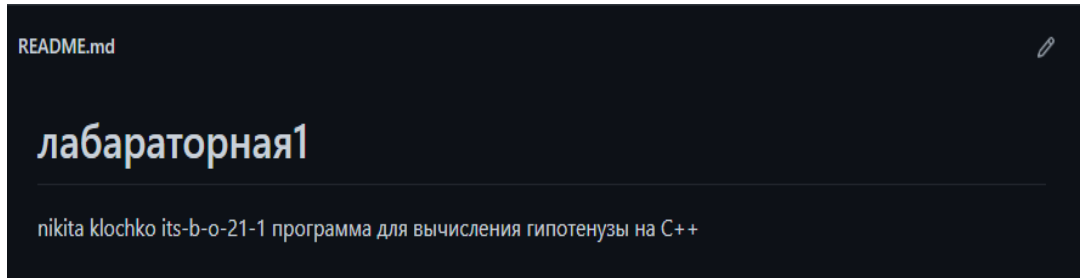 README.md
лабараторная1
nikita klochko its-b-o-21-1 программа для вычисления гипотенузы на C++